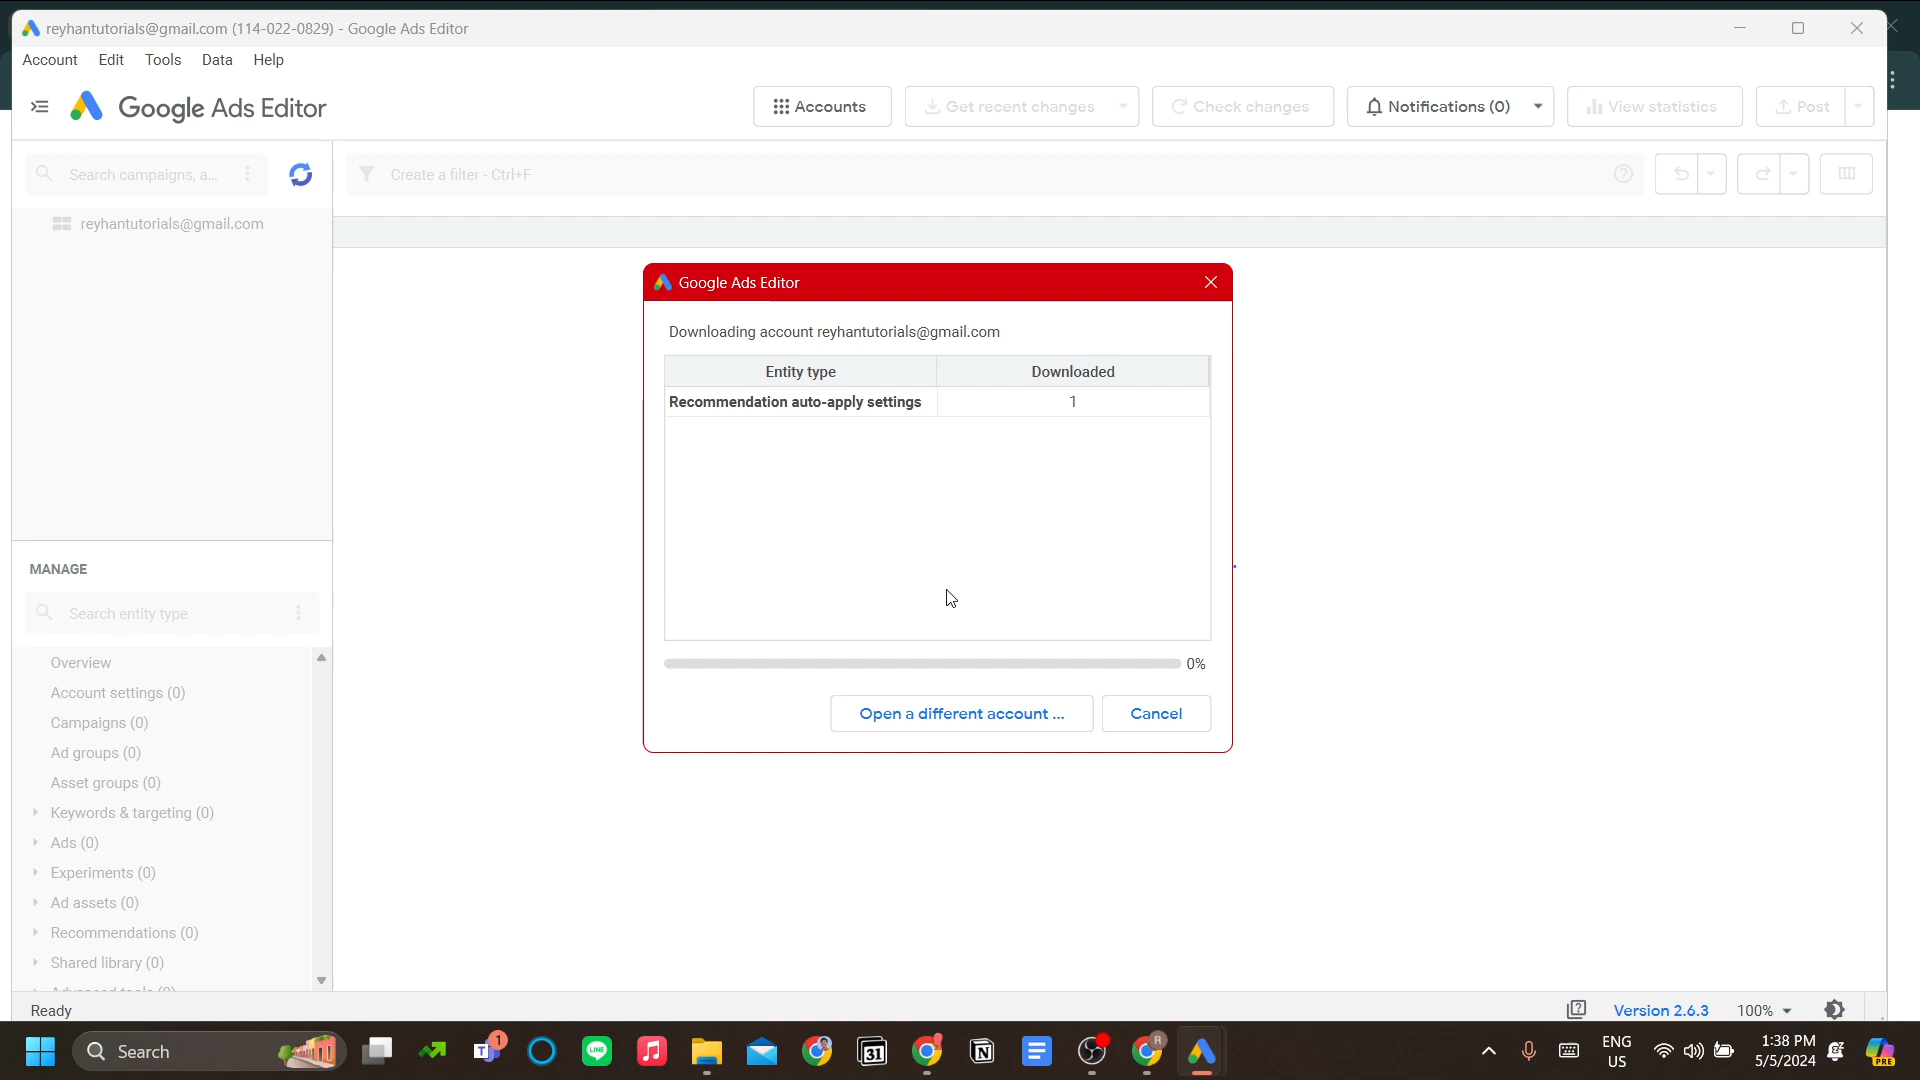 reyhantutorials@gmail.com (114-022-0829) - Google Ads Editor
Account Edit Tools Data Help
Google Ads Editor
Accounts
Get recent changes
Check changes
Notifications (0)
View statistics
Post
Search campaigns, a...
Create a filter - Ctrl+F
reyhantutorials@gmail.com
Google Ads Editor
Downloading account reyhantutorials@gmail.com
Entity type Downloaded
Recommendation auto-apply settings 1
0%
Open a different account ...
Cancel
MANAGE
Search entity type
Overview
Account settings (0)
Campaigns (0)
Ad groups (0)
Asset groups (0)
Keywords & targeting (0)
Ads (0)
Experiments (0)
Ad assets (0)
Recommendations (0)
Shared library (0)
Advanced tools (0)
Ready
Version 2.6.3
100%
Search
1
LINE
31
R
ENG
US
1:38 PM
5/5/2024
PRE